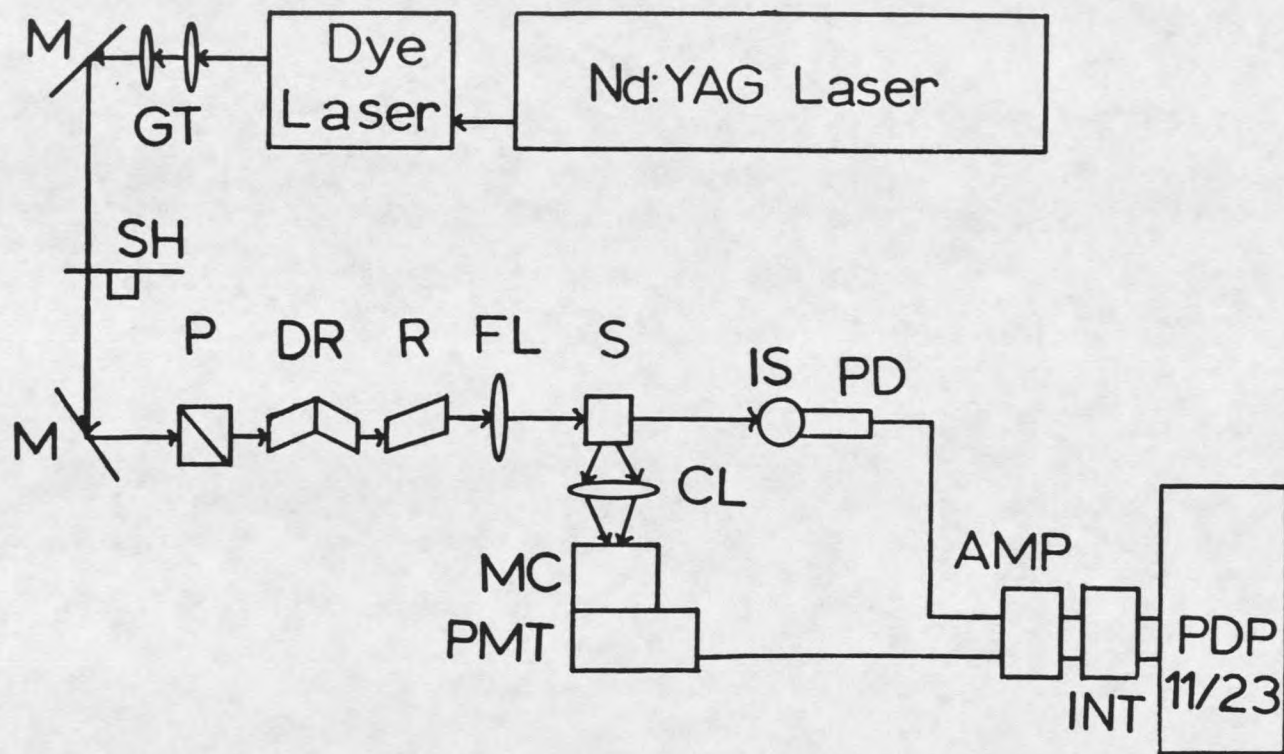 M
GT
Dye
Laser
Nd:YAG Laser
SH
P
DR
R
FL
S
IS
PD
M
CL
MC
PMT
AMP
INT
PDP
11/23